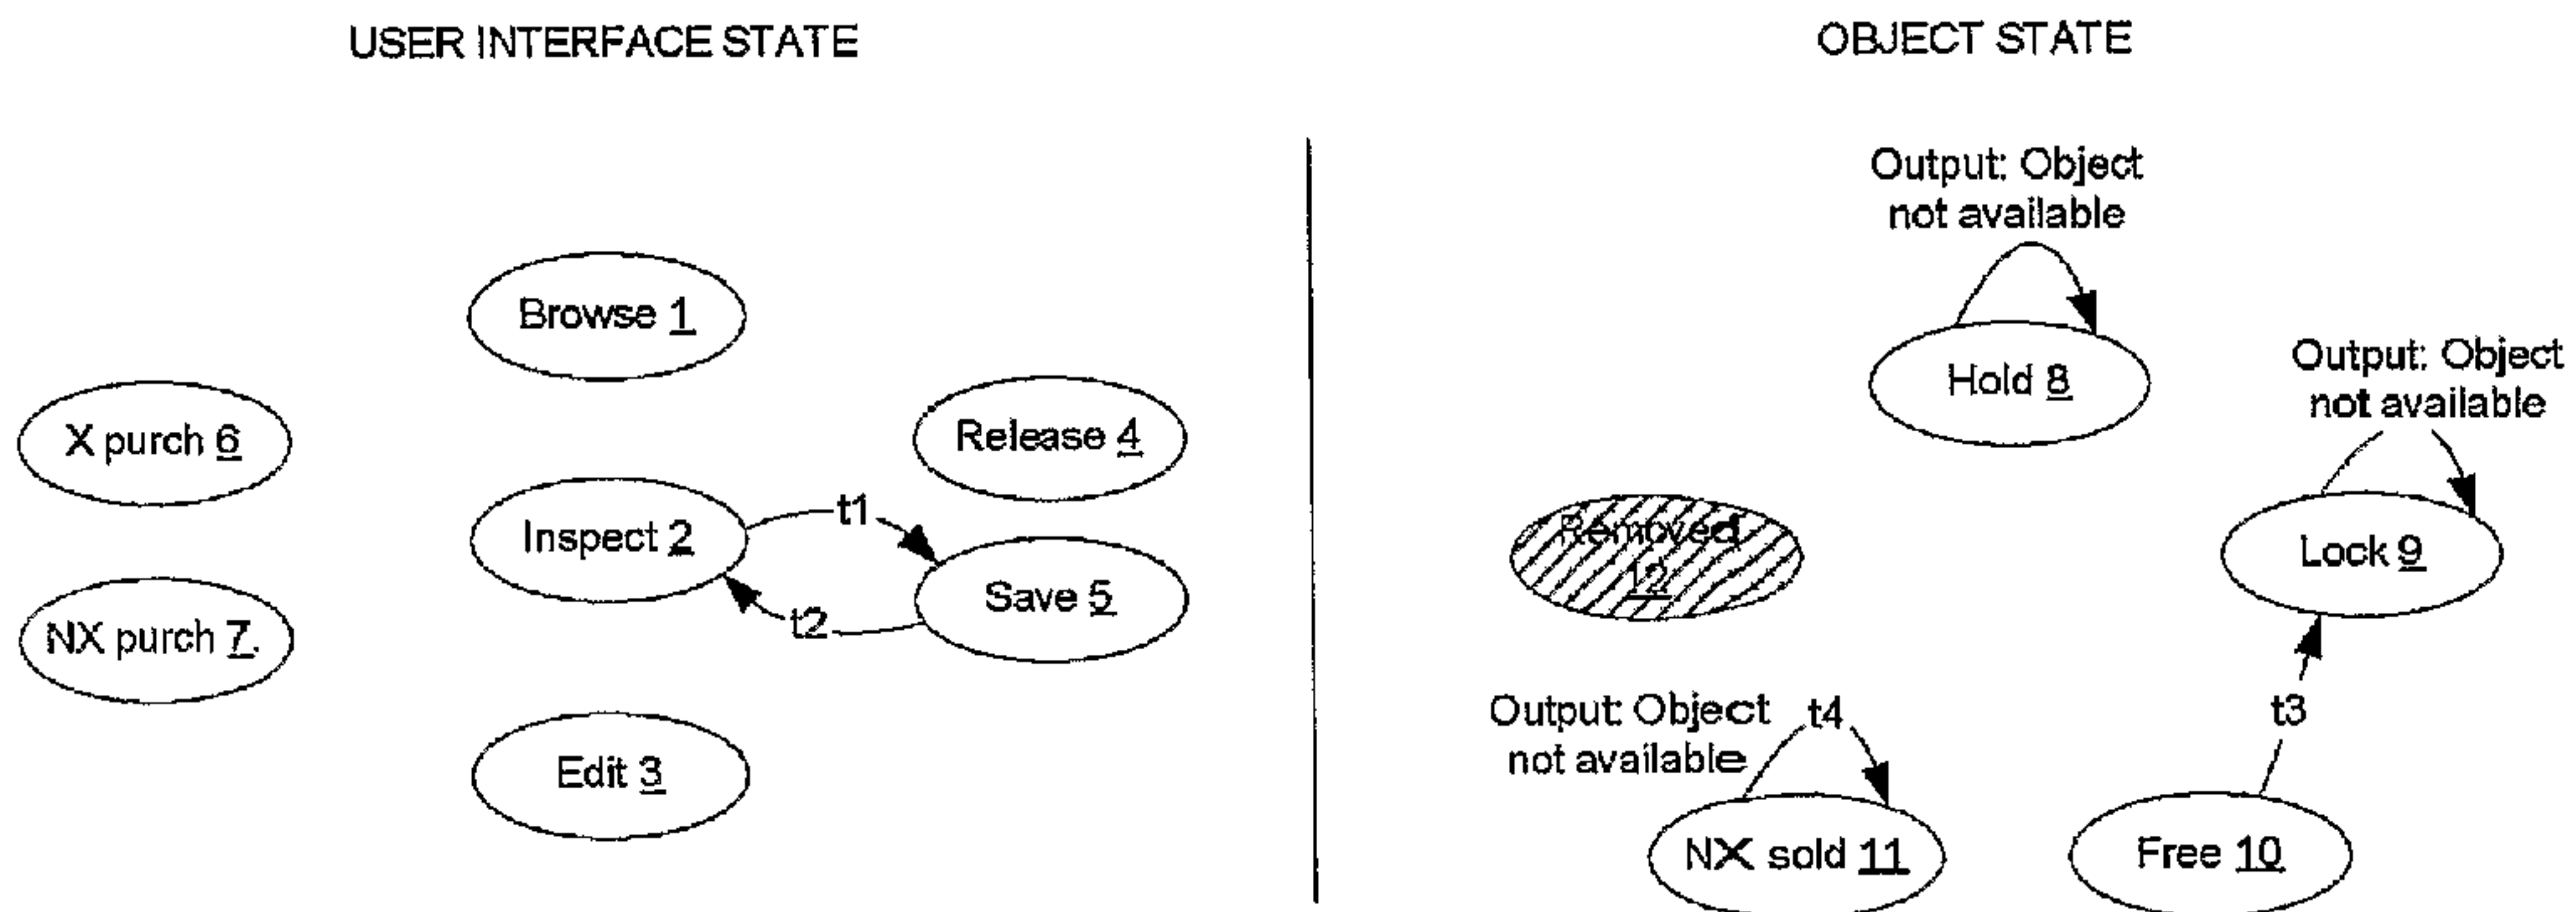 USER INTERFACE STATE
OBJECT STATE
Output: Object
not available
Browse 1
Hold 8
Output: Object
not available
X purch 6
Release 4
Inspect 2
t1
Removed
12
Lock 9
Save 5
t2
NX purch 7.
Output: Object
not available
t4
t3
Edit 3
NX sold 11
Free 10